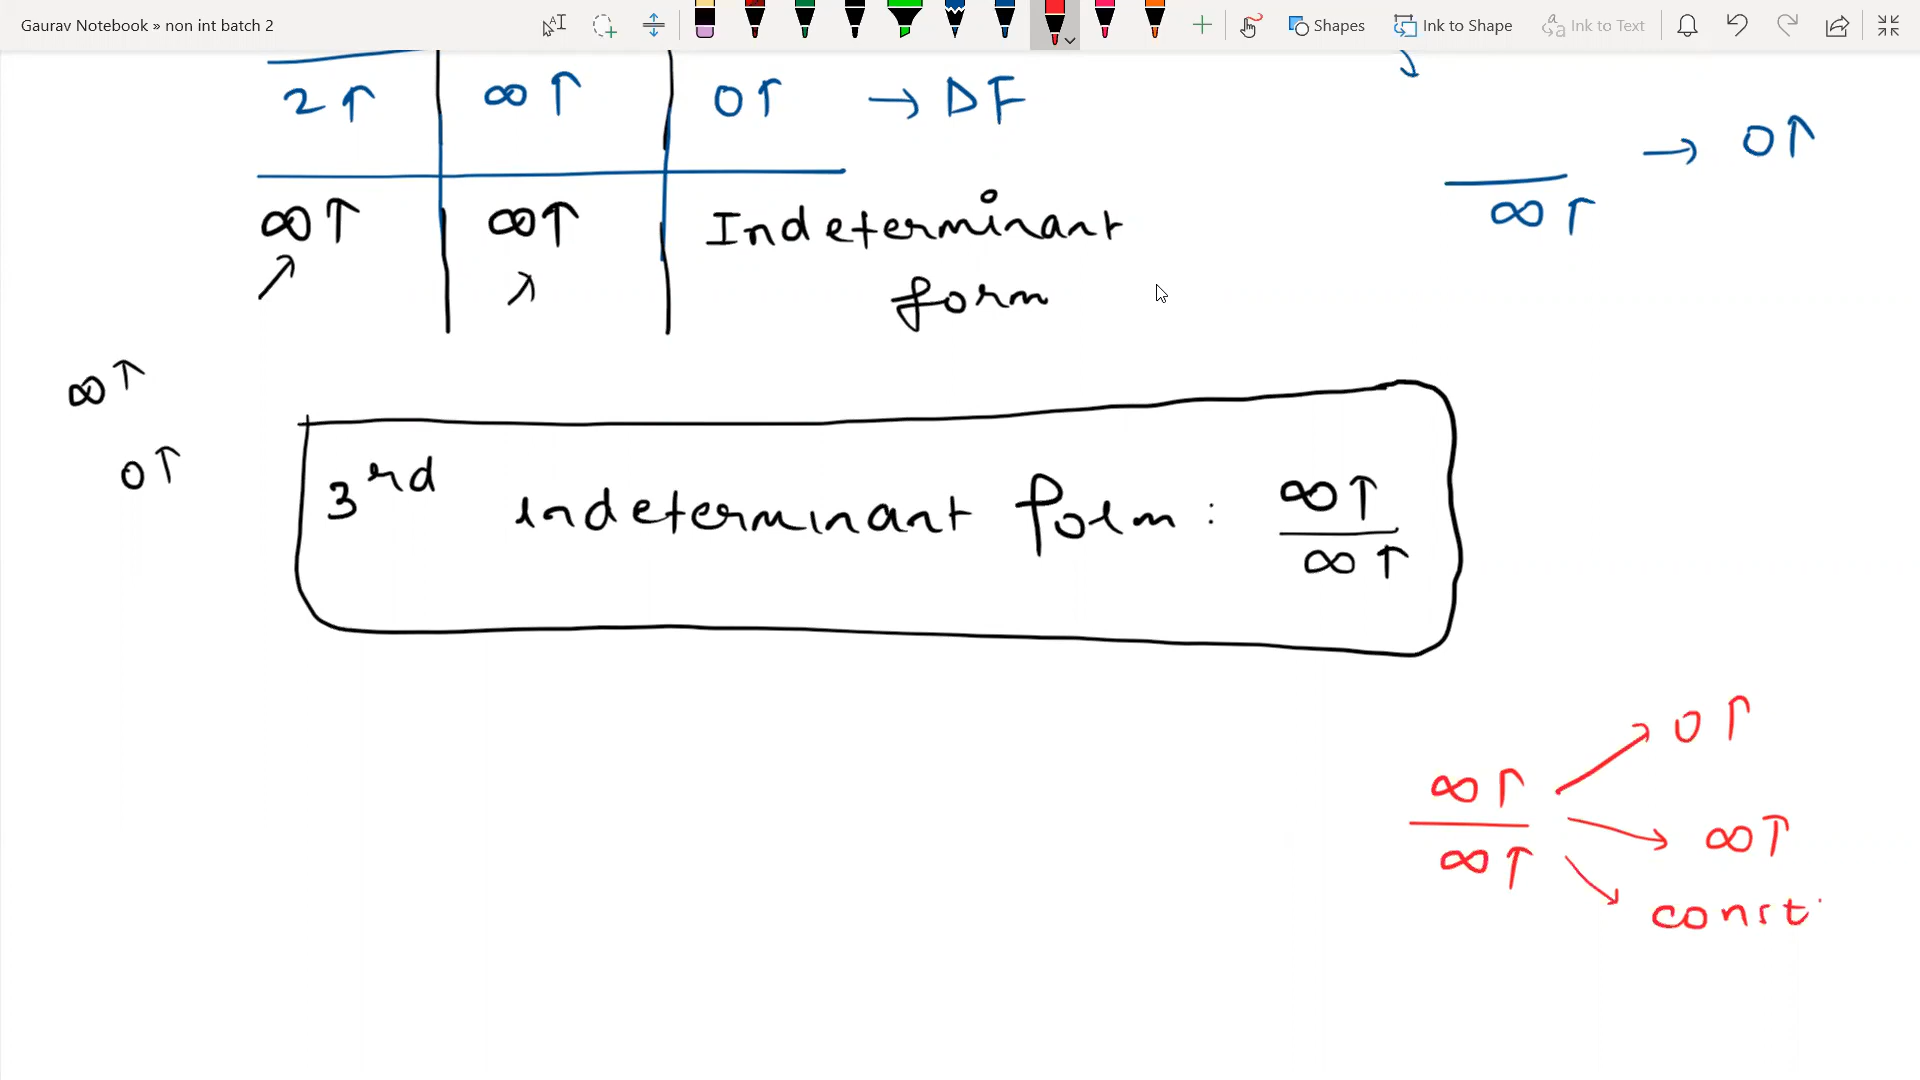 Gaurav Notebook » non int batch 2
Shapes
Ink to Shape
Ink to Text
2↑ ∞↑ 0↑ → DF
→ 0↑
∞↑
∞↑ ∞↑ Indeterminant
form
∞↑
0↑
3rd indeterminant form: ∞↑
∞↑
0↑
∞↑
∞↑
∞↑
const